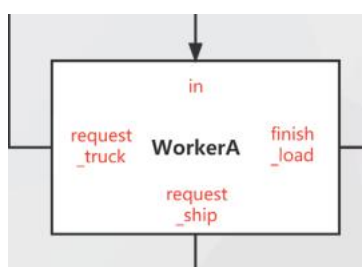 in
request
_truck
WorkerA
finish
_load
request
_ship